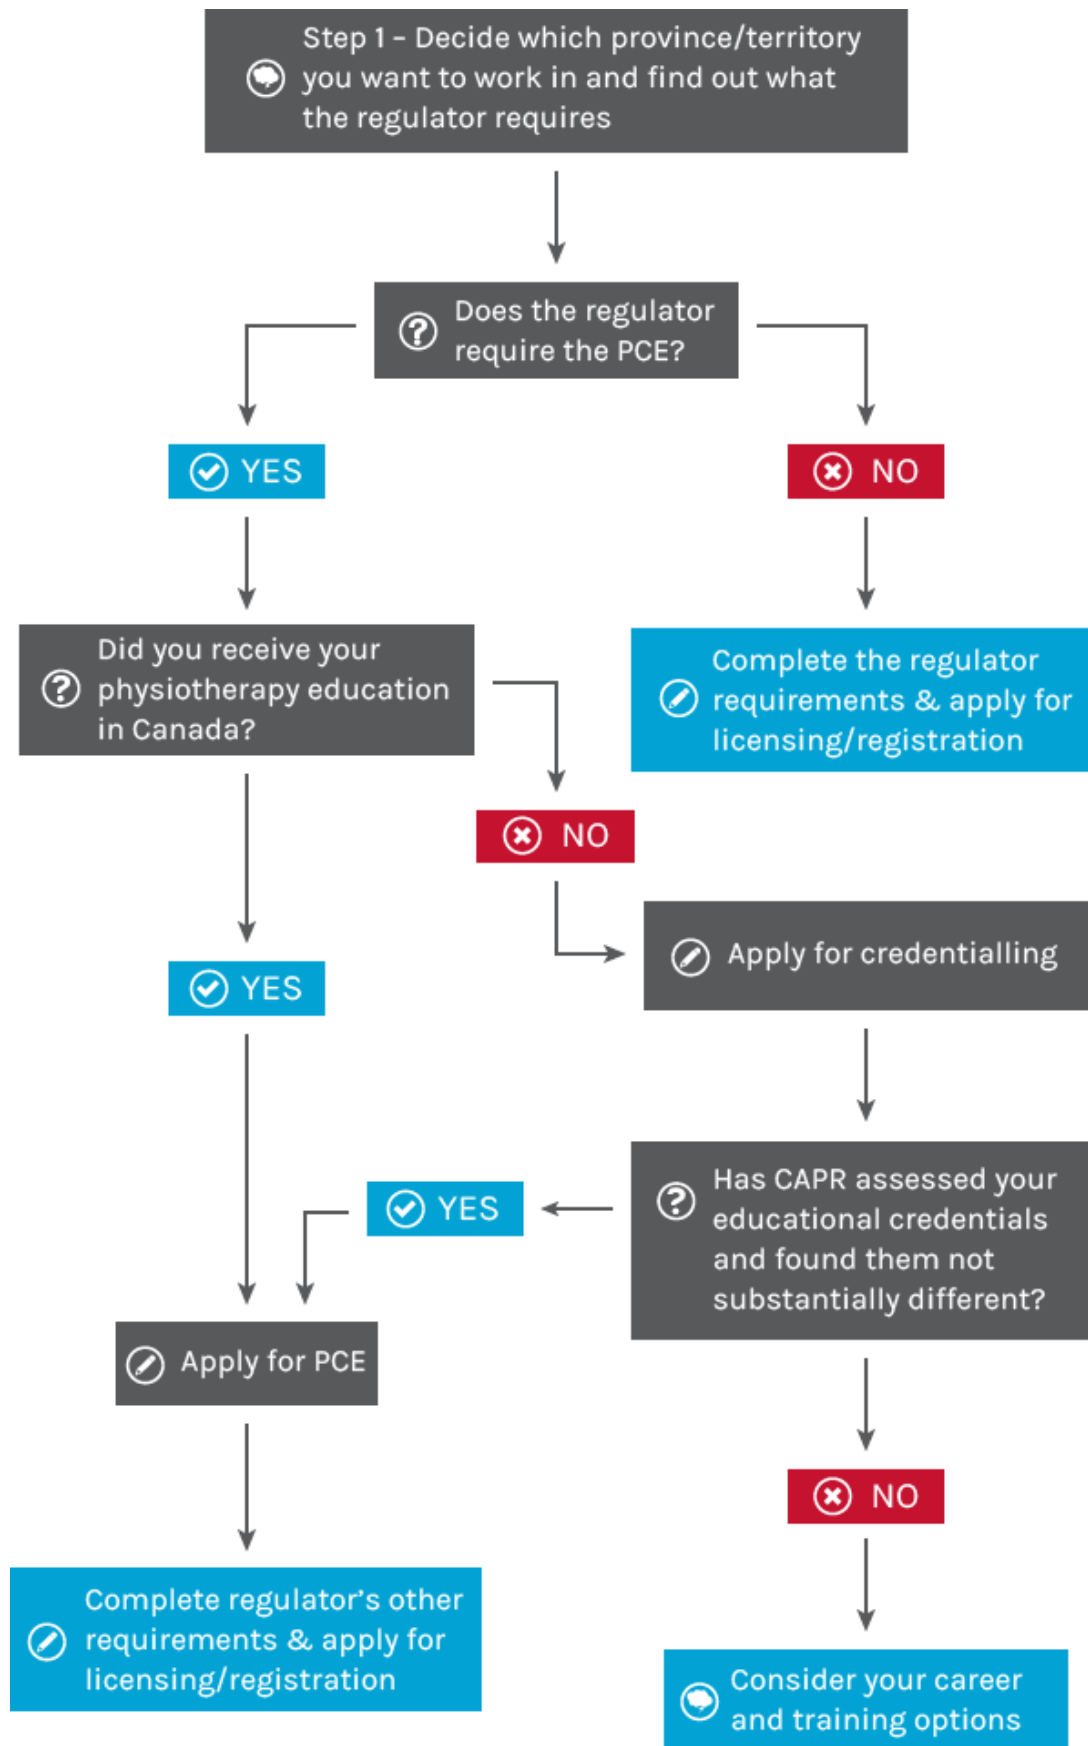 Step 1 – Decide which province/territory
you want to work in and find out what
the regulator requires
Does the regulator
require the PCE?
YES
NO
Did you receive your
physiotherapy education
in Canada?
Complete the regulator
requirements & apply for
licensing/registration
NO
Apply for credentialling
YES
Has CAPR assessed your
educational credentials
and found them not
substantially different?
YES
Apply for PCE
NO
Complete regulator's other
requirements & apply for
licensing/registration
Consider your career
and training options